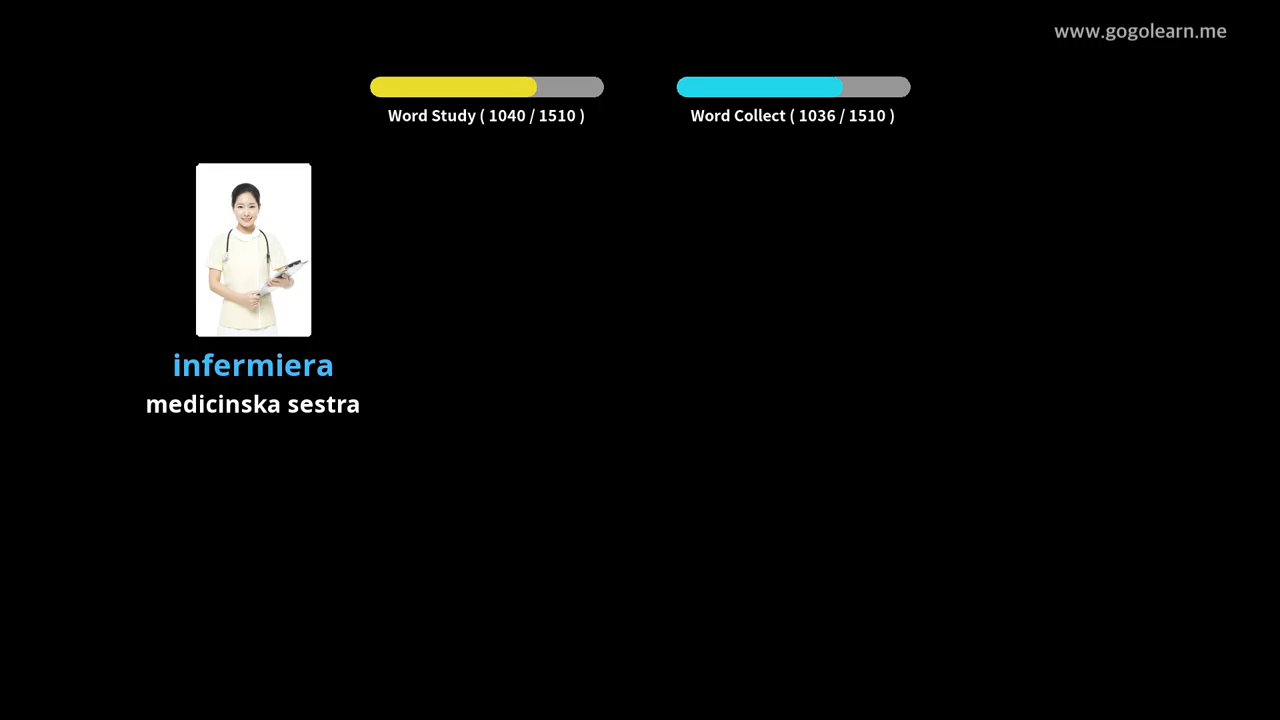 www.gogolearn.me
Word Study ( 1040 / 1510 )
Word Collect ( 1036 / 1510 )
infermiera
medicinska sestra